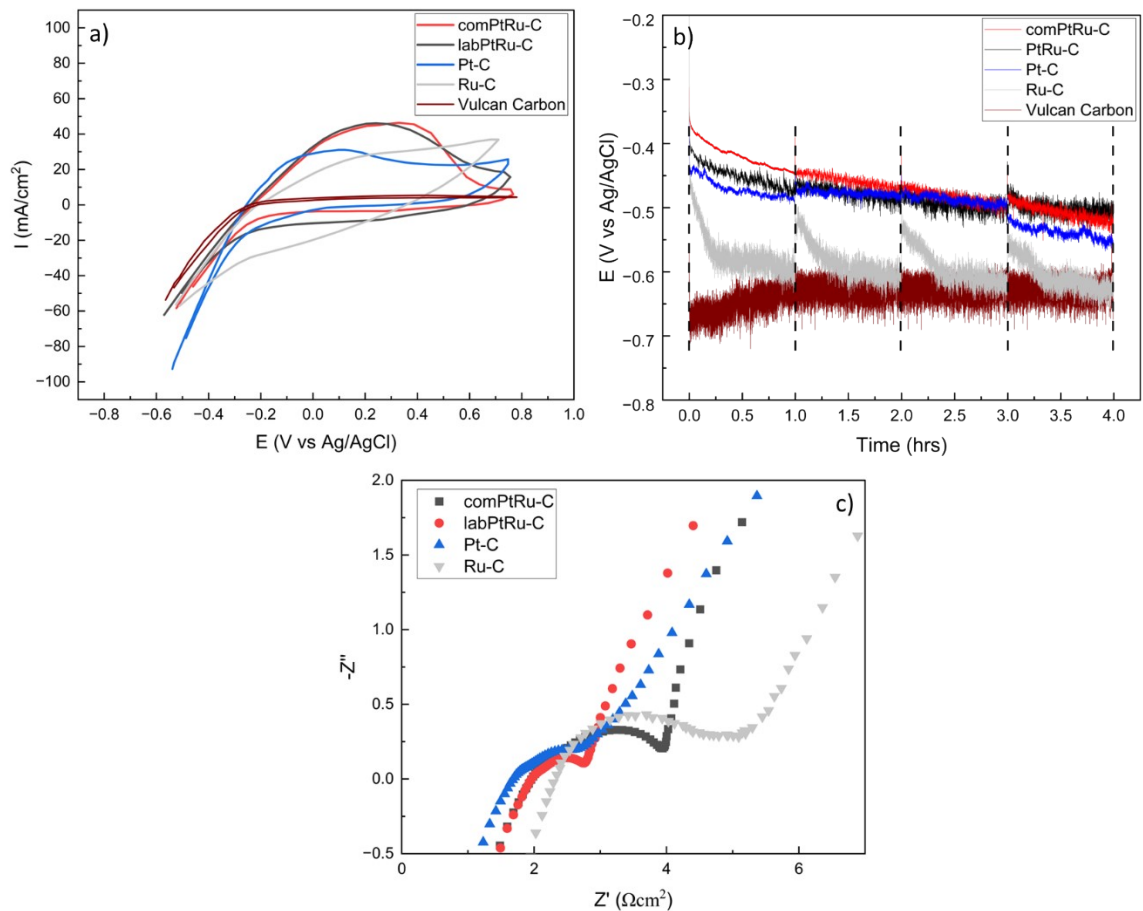 a)
comPtRu-C
labPtRu-C
Pt-C
Ru-C
Vulcan Carbon
100
80
60
40
20
0
−20
−40
−60
−80
−100
I (mA/cm²)
−0.8 −0.6 −0.4 −0.2 0.0 0.2 0.4 0.6 0.8 1.0
E (V vs Ag/AgCl)
b)
comPtRu-C
PtRu-C
Pt-C
Ru-C
Vulcan Carbon
−0.2
−0.3
−0.4
−0.5
−0.6
−0.7
−0.8
E (V vs Ag/AgCl)
0.0 0.5 1.0 1.5 2.0 2.5 3.0 3.5 4.0
Time (hrs)
c)
comPtRu-C
labPtRu-C
Pt-C
Ru-C
2.0
1.5
1.0
0.5
0.0
−0.5
-Z''
0 2 4 6
Z' (Ωcm²)